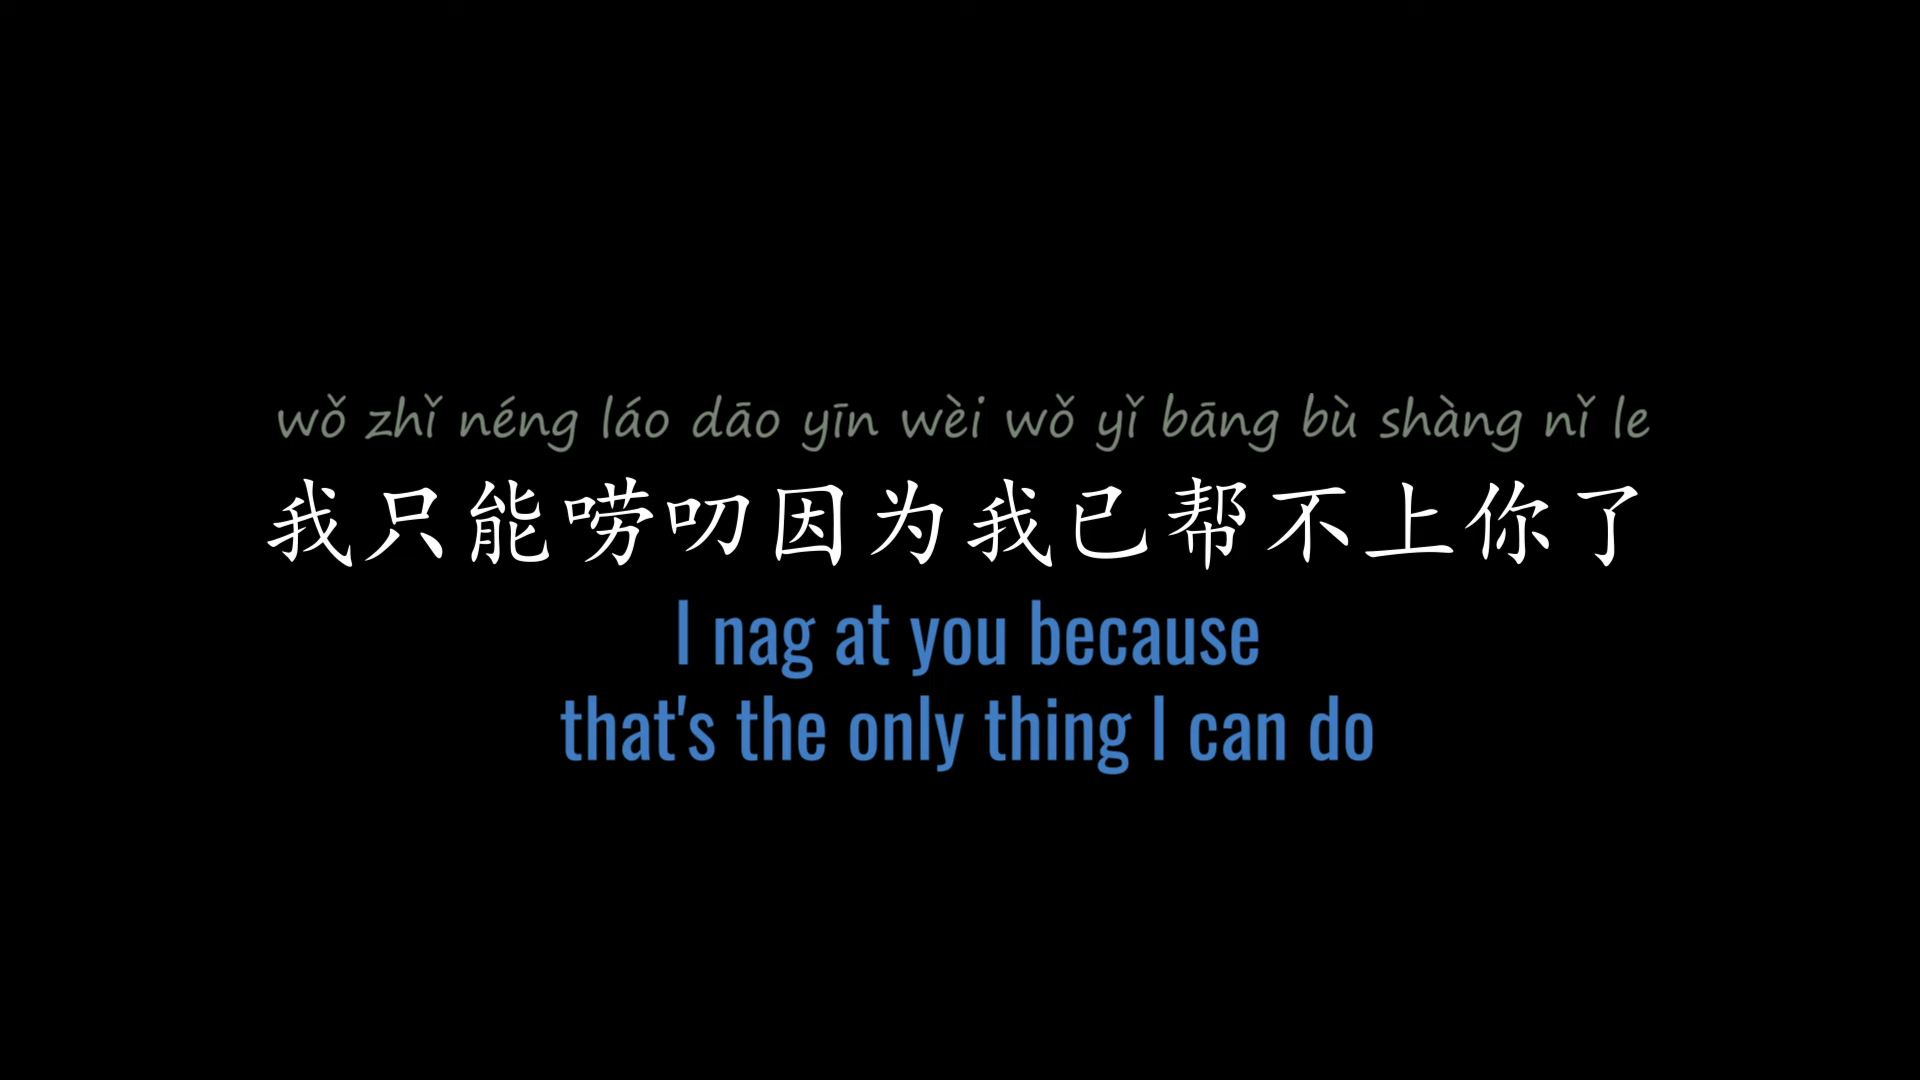 wǒ zhǐ néng láo dāo yīn wèi wǒ yǐ bāng bù shàng nǐ le
我只能唠叨因为我已帮不上你了
I nag at you because
that's the only thing I can do